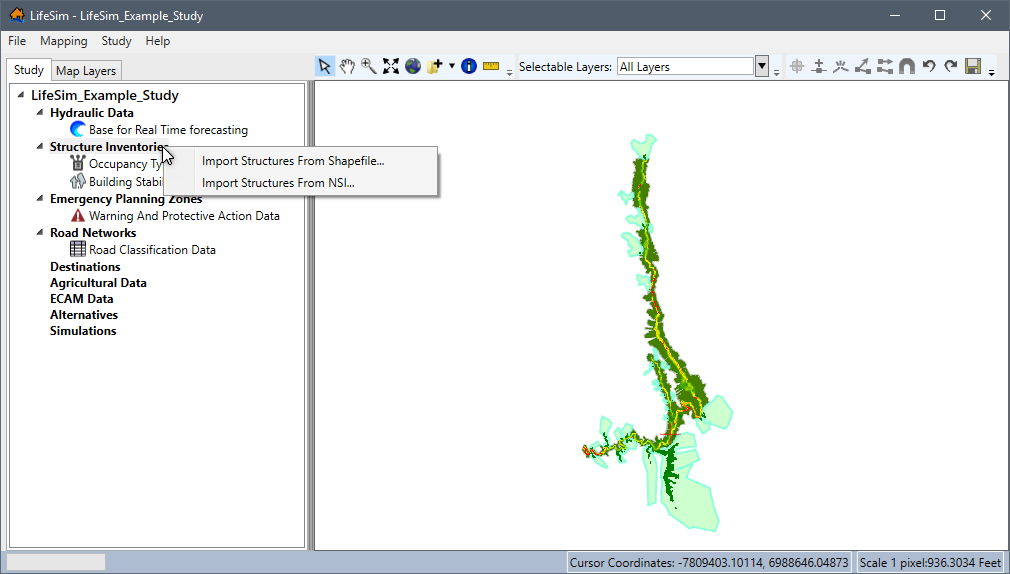 LifeSim - LifeSim_Example_Study
File Mapping Study Help
Study Map Layers
Selectable Layers: All Layers
LifeSim_Example_Study
Hydraulic Data
Base for Real Time forecasting
Structure Inventories
Occupancy Ty
Import Structures From Shapefile...
Building Stabil
Import Structures From NSI...
Emergency Planning Zones
Warning And Protective Action Data
Road Networks
Road Classification Data
Destinations
Agricultural Data
ECAM Data
Alternatives
Simulations
Cursor Coordinates: -7809403.10114, 6988646.04873 Scale 1 pixel:936.3034 Feet